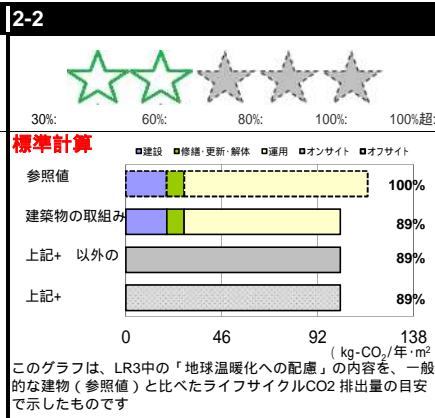 2-2
30%: 60%: 80%: 100%: 100%超:
標準計算
■建設 ■修繕・更新・解体 □運用 ■オンサイト □オフサイト
参照値 100%
建築物の取組み 89%
上記+ 以外の 89%
上記+ 89%
0 46 92 138
( kg-CO2/年・m²
このグラフは、LR3中の「地球温暖化への配慮」の内容を、一般
的な建物（参照値）と比べたライフサイクルCO2 排出量の目安
で示したものです